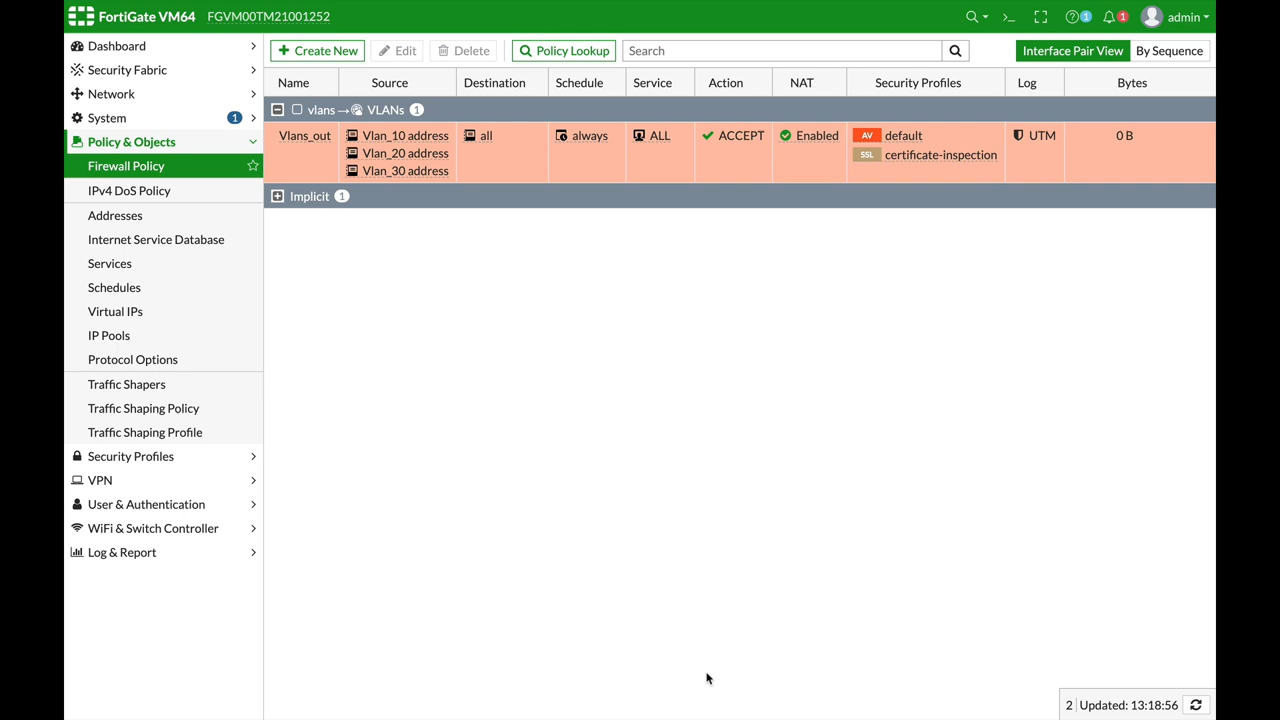 FortiGate VM64 FGVM00TM21001252
>_ 1 1 admin
Dashboard
Security Fabric
Network
System 1
Policy & Objects
Firewall Policy
IPv4 DoS Policy
Addresses
Internet Service Database
Services
Schedules
Virtual IPs
IP Pools
Protocol Options
Traffic Shapers
Traffic Shaping Policy
Traffic Shaping Profile
Security Profiles
VPN
User & Authentication
WiFi & Switch Controller
Log & Report
Create New Edit Delete Policy Lookup Search Interface Pair View By Sequence
Name Source Destination Schedule Service Action NAT Security Profiles Log Bytes
vlans → VLANs 1
Vlans_out Vlan_10 address all always ALL ACCEPT Enabled AV default UTM 0 B
Vlan_20 address SSL certificate-inspection
Vlan_30 address
Implicit 1
2 Updated: 13:18:56